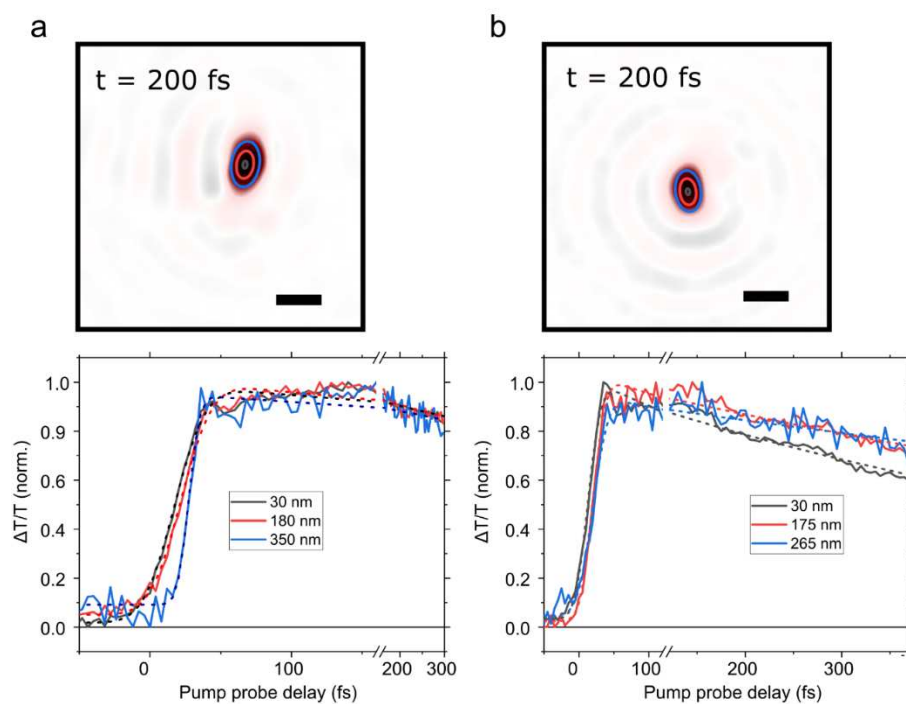 a
t = 200 fs
1.0
0.8
0.6
0.4
0.2
0.0
ΔT/T (norm.)
30 nm
180 nm
350 nm
0
100
200
300
Pump probe delay (fs)
b
t = 200 fs
1.0
0.8
0.6
0.4
0.2
0.0
ΔT/T (norm.)
30 nm
175 nm
265 nm
0
100
200
300
Pump probe delay (fs)